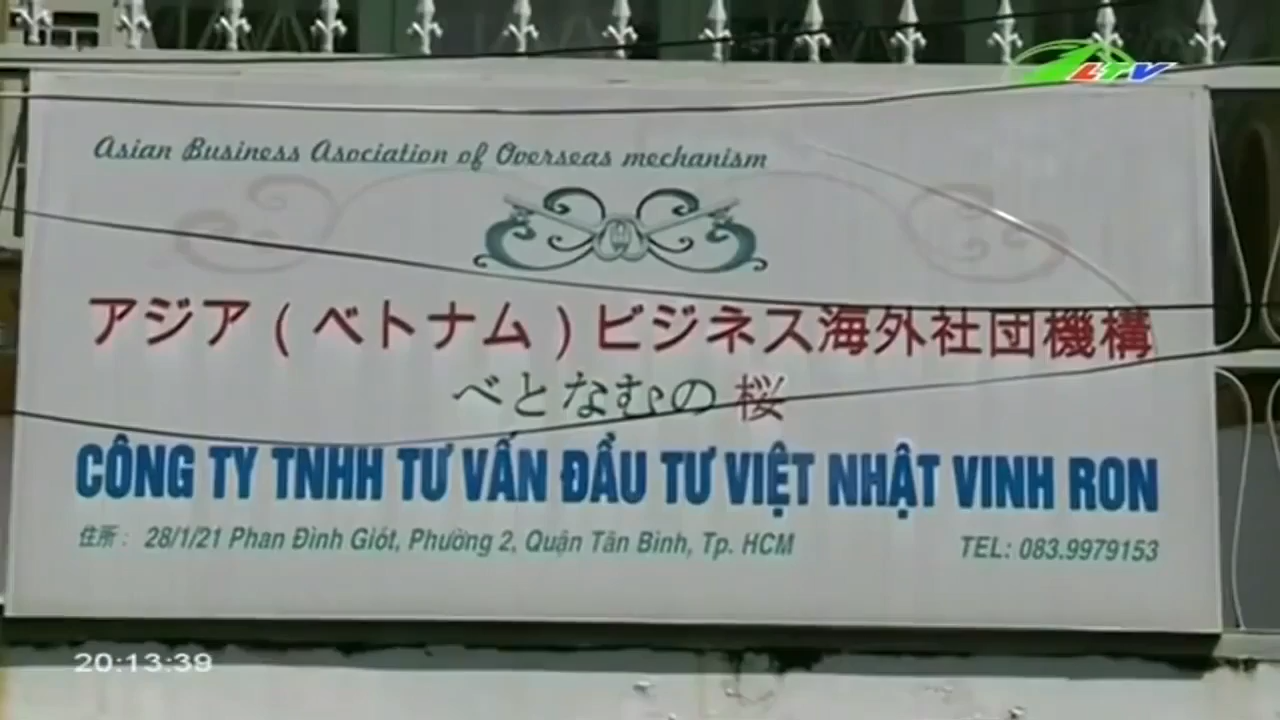 LTV
Asian Business Asociation of Overseas mechanism
アジア（ベトナム）ビジネス海外社団機構
べとなむの 桜
CÔNG TY TNHH TƯ VẤN ĐẦU TƯ VIỆT NHẬT VINH RON
住所： 28/1/21 Phan Đình Giót, Phường 2, Quận Tân Bình, Tp. HCM TEL: 083.9979153
20:13:39